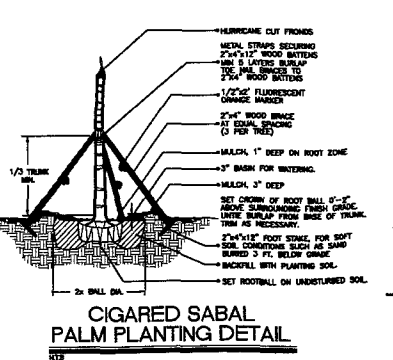 HURRICANE CUT FRONDS
METAL STRAPS SECURING
2"x4"x12" WOOD BATTENS
MIN 5 LAYERS BURLAP
TOE NAIL BRACES TO
2"x4" WOOD BATTENS
1/2"x2' FLUORESCENT
ORANGE MARKER
2"x4" WOOD BRACE
AT EQUAL SPACING
(3 PER TREE)
MULCH, 1" DEEP ON ROOT ZONE
3" BASIN FOR WATERING.
MULCH, 3" DEEP
SET CROWN OF ROOT BALL 0'-2"
ABOVE SURROUNDING FINISH GRADE.
UNTIE BURLAP FROM BASE OF TRUNK.
TRIM AS NECESSARY.
2"x4"x12" FOOT STAKE, FOR SOFT
SOIL CONDITIONS SUCH AS SAND
BURRED 3 FT. BELOW GRADE
BACKFILL WITH PLANTING SOIL.
SET ROOTBALL ON UNDISTURBED SOIL
1/3 TRUNK
MIN.
2x BALL DIA.
CIGARED SABAL
PALM PLANTING DETAIL
NTS